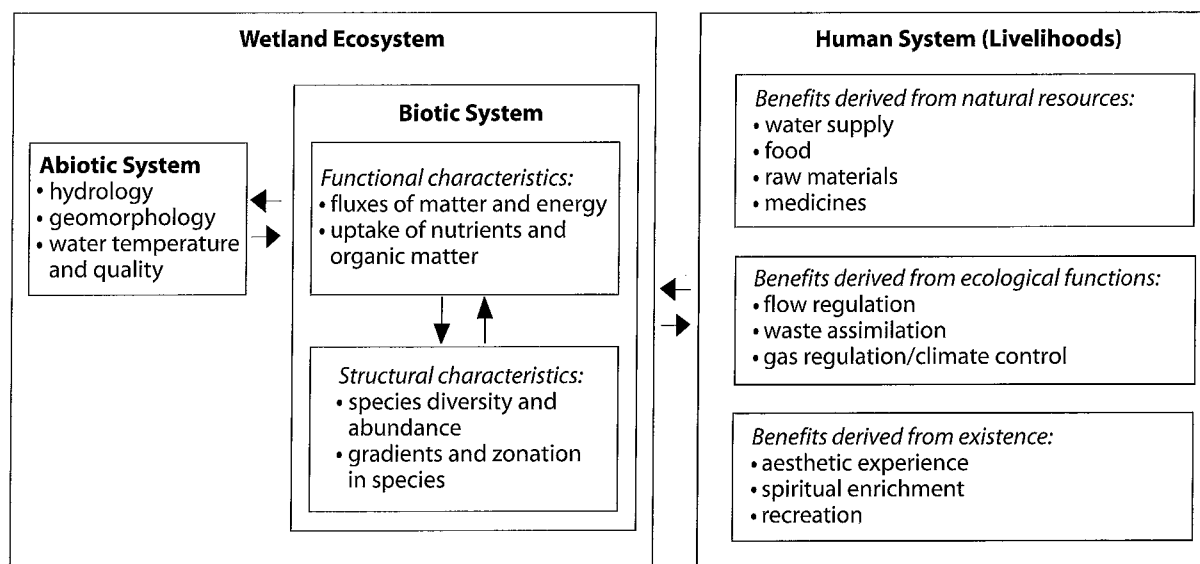 Wetland Ecosystem
Abiotic System
• hydrology
• geomorphology
• water temperature
and quality
Biotic System
Functional characteristics:
• fluxes of matter and energy
• uptake of nutrients and
organic matter
Structural characteristics:
• species diversity and
abundance
• gradients and zonation
in species
Human System (Livelihoods)
Benefits derived from natural resources:
• water supply
• food
• raw materials
• medicines
Benefits derived from ecological functions:
• flow regulation
• waste assimilation
• gas regulation/climate control
Benefits derived from existence:
• aesthetic experience
• spiritual enrichment
• recreation